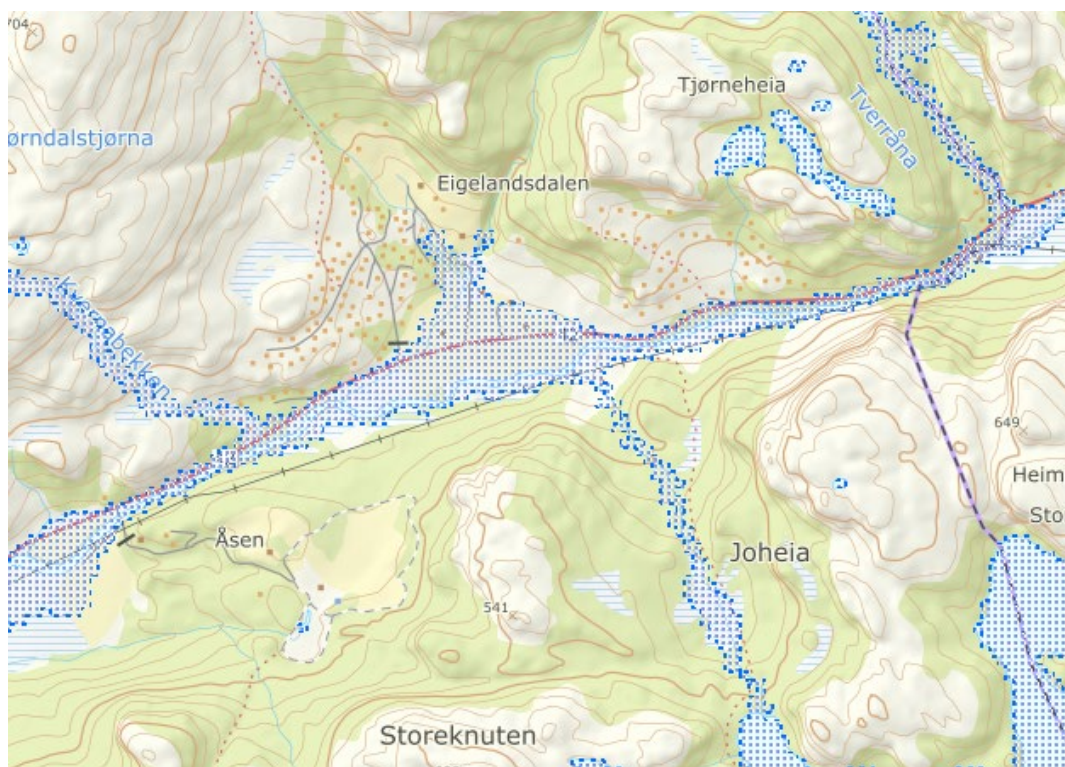 704
Tjørneheia
Tverråna
ørndalstjørna
Eigelandsdalen
Kvernabekken
649
Heim
Sto
Åsen
Joheia
541
Storeknuten